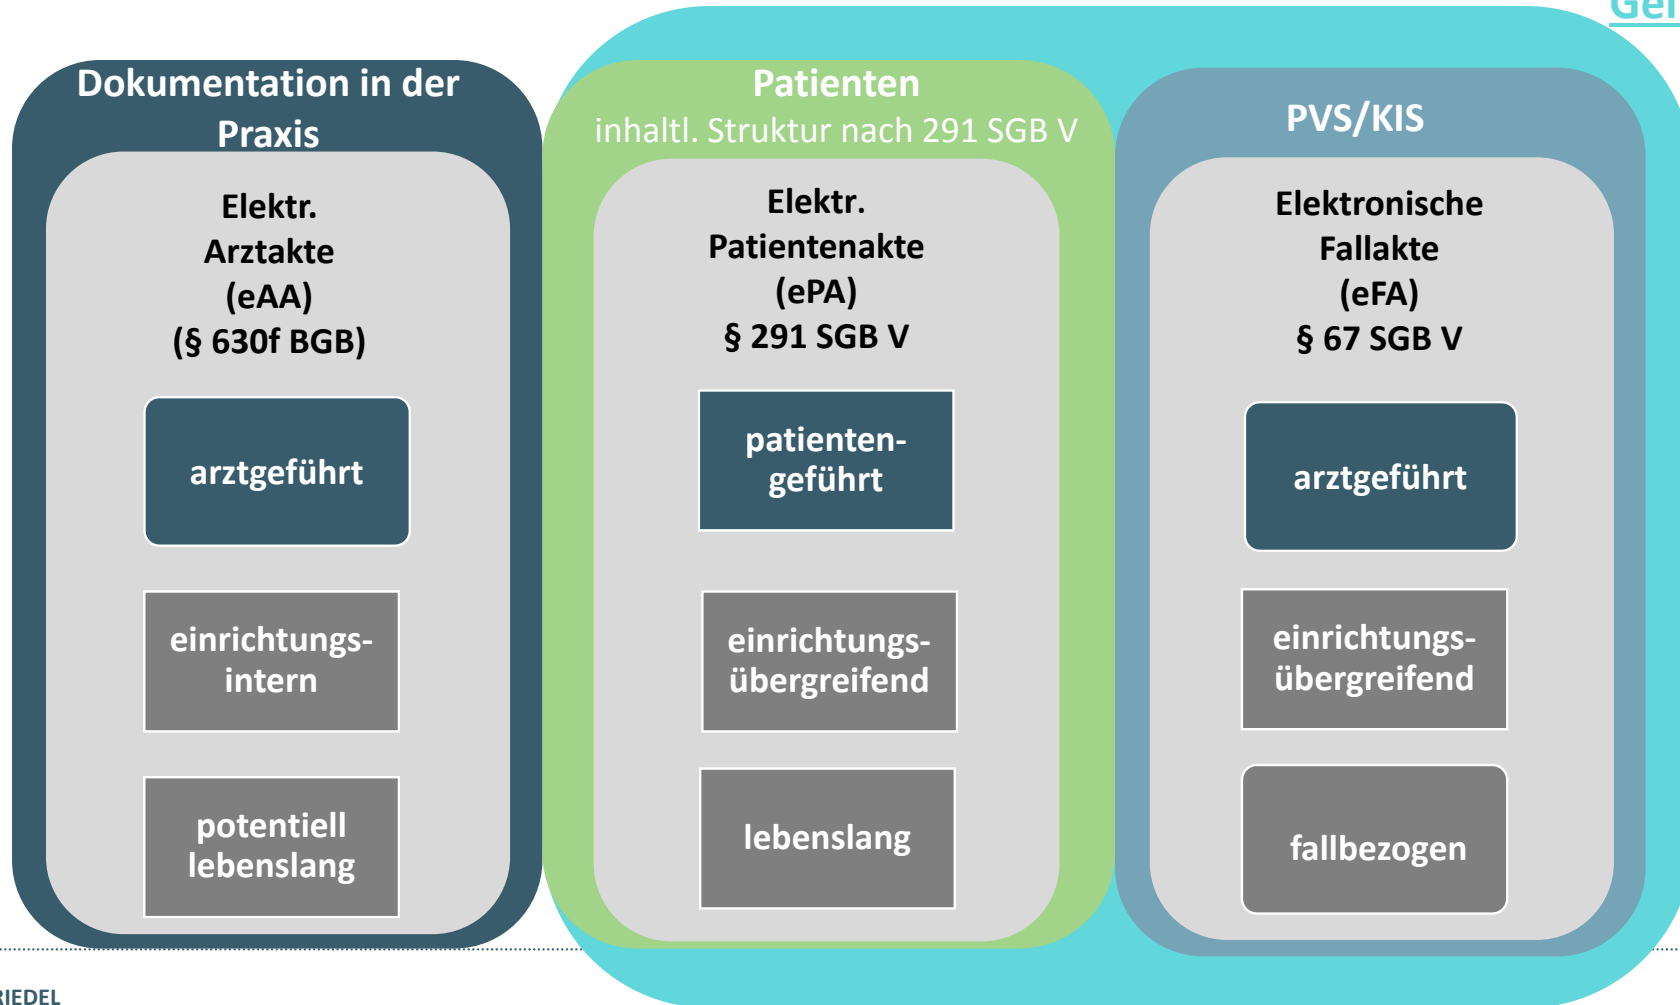 Dokumentation in der
Praxis
Elektr.
Arztakte
(eAA)
(§ 630f BGB)
arztgeführt
einrichtungs-
intern
potentiell
lebenslang
Patienten
inhaltl. Struktur nach 291 SGB V
Elektr.
Patientenakte
(ePA)
§ 291 SGB V
patienten-
geführt
einrichtungs-
übergreifend
lebenslang
PVS/KIS
Elektronische
Fallakte
(eFA)
§ 67 SGB V
arztgeführt
einrichtungs-
übergreifend
fallbezogen
RIEDEL